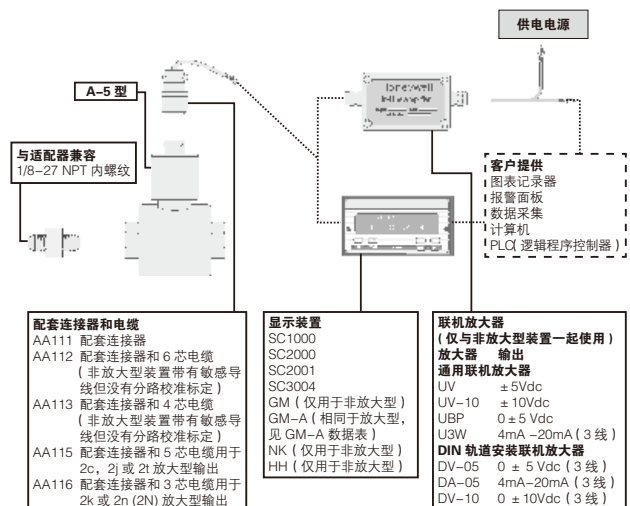 供电电源
A-5 型
与适配器兼容
1/8-27 NPT 内螺纹
客户提供
图表记录器
报警面板
数据采集
计算机
PLC( 逻辑程序控制器 )
配套连接器和电缆
AA111 配套连接器
AA112 配套连接器和 6 芯电缆
( 非放大型装置带有敏感导
线但没有分路校准标定 )
AA113 配套连接器和 4 芯电缆
( 非放大型装置带有敏感导
线但没有分路校准标定 )
AA115 配套连接器和 5 芯电缆用于
2c, 2j 或 2t 放大型输出
AA116 配套连接器和 3 芯电缆用于
2k 或 2n (2N) 放大型输出
显示装置
SC1000
SC2000
SC2001
SC3004
GM ( 仅用于非放大型 )
GM-A ( 相同于放大型,
见 GM-A 数据表 )
NK ( 仅用于非放大型 )
HH ( 仅用于非放大型 )
联机放大器
( 仅与非放大型装置一起使用 )
放大器 输出
通用联机放大器
UV ± 5Vdc
UV-10 ± 10Vdc
UBP 0 ± 5 Vdc
U3W 4mA -20mA ( 3 线 )
DIN 轨道安装联机放大器
DV-05 0 ± 5 Vdc ( 3 线 )
DA-05 4mA-20mA ( 3 线 )
DV-10 0 ± 10Vdc ( 3 线 )